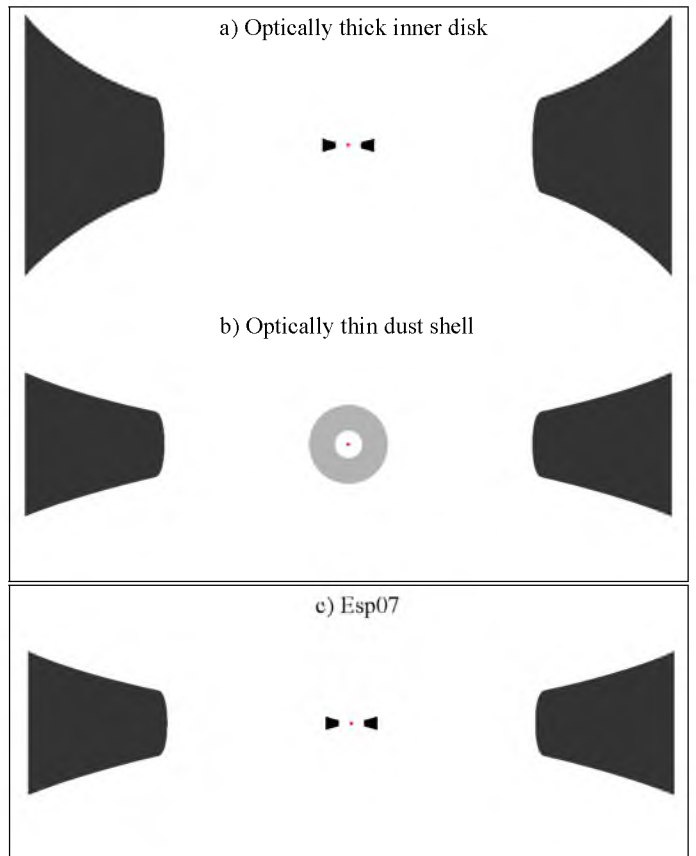 a) Optically thick inner disk
b) Optically thin dust shell
c) Esp07